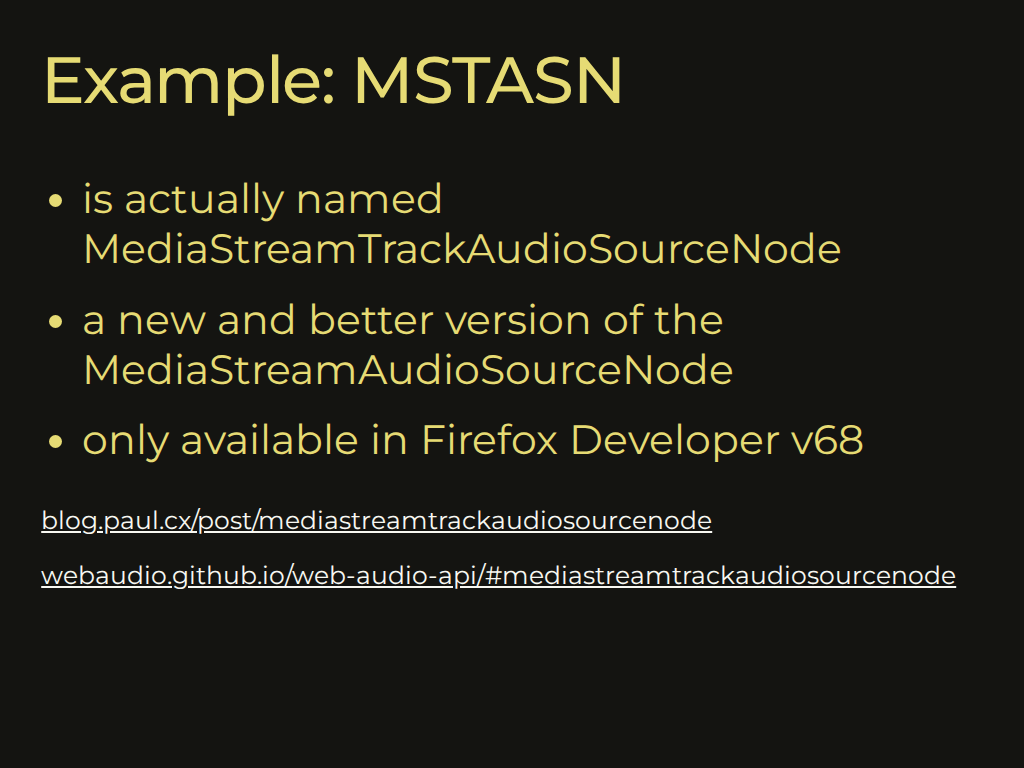 Example: MSTASN
• is actually named
MediaStreamTrackAudioSourceNode
• a new and better version of the
MediaStreamAudioSourceNode
• only available in Firefox Developer v68
blog.paul.cx/post/mediastreamtrackaudiosourcenode
webaudio.github.io/web-audio-api/#mediastreamtrackaudiosourcenode